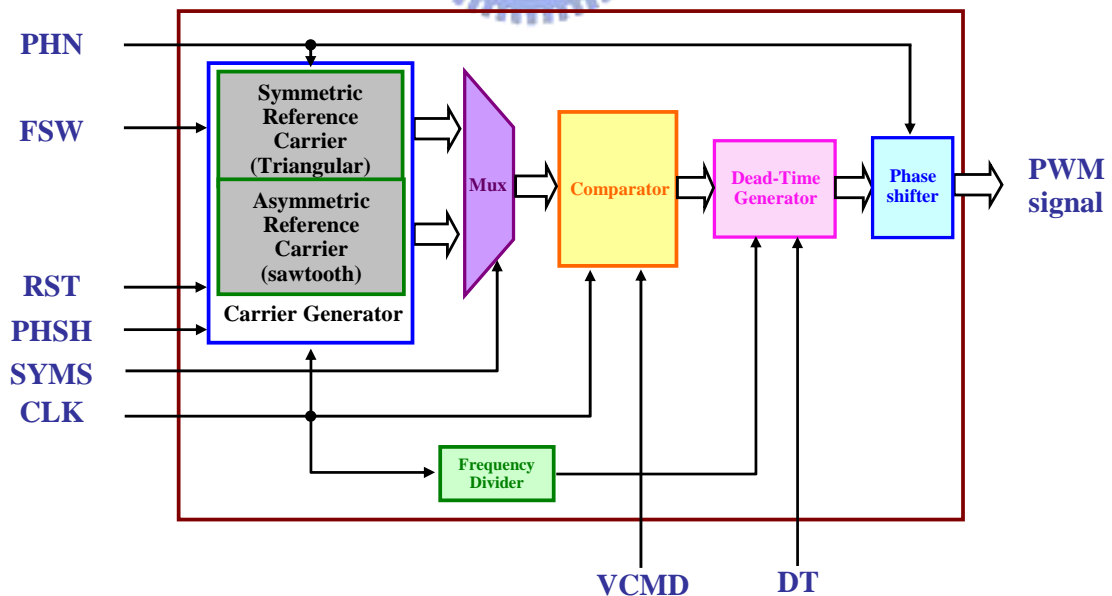 PHN
FSW
RST
PHSH
SYMS
CLK
Symmetric
Reference
Carrier
(Triangular)
Asymmetric
Reference
Carrier
(sawtooth)
Carrier Generator
Mux
Comparator
Dead-Time
Generator
Phase
shifter
PWM
signal
Frequency
Divider
VCMD
DT